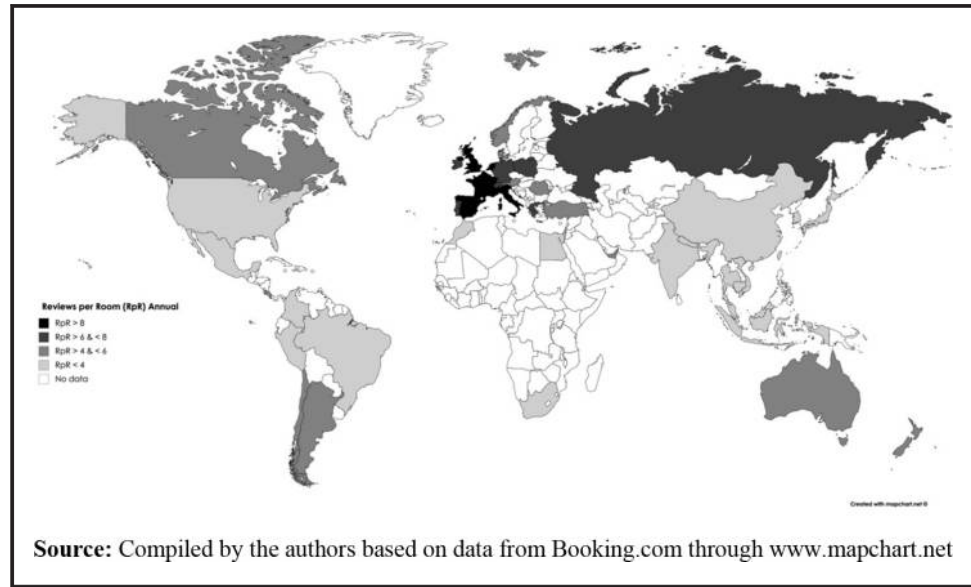 Reviews per Room (RpR) Annual
RpR > 8
RpR > 6 & < 8
RpR > 4 & < 6
RpR < 4
No data
Created with mapchart.net ©
Source: Compiled by the authors based on data from Booking.com through www.mapchart.net